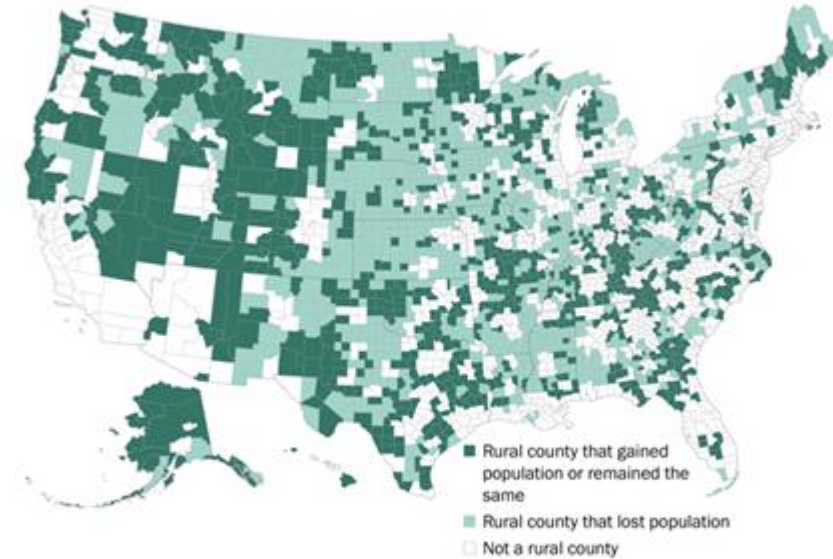 Rural county that gained
population or remained the
same
Rural county that lost population
Not a rural county